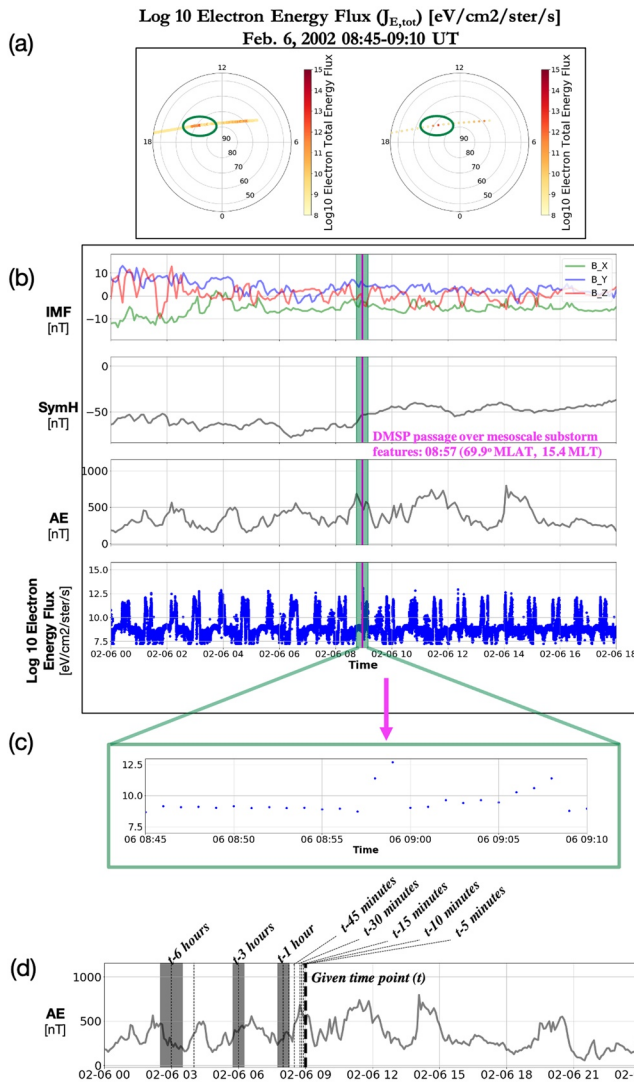 Log 10 Electron Energy Flux (J_E,tot) [eV/cm2/ster/s]
Feb. 6, 2002 08:45-09:10 UT
(a)
12
18
6
0
90
80
70
60
50
15
14
13
12
11
10
9
8
Log10 Electron Total Energy Flux
12
18
6
0
90
80
70
60
50
15
14
13
12
11
10
9
8
Log10 Electron Total Energy Flux
(b)
IMF
[nT]
10
0
−10
B_X
B_Y
B_Z
SymH
[nT]
0
−50
DMSP passage over mesoscale substorm
features: 08:57 (69.9º MLAT, 15.4 MLT)
AE
[nT]
1000
500
0
Log 10 Electron
Energy Flux
[eV/cm2/ster/s]
15.0
12.5
10.0
7.5
02-06 00 02-06 02 02-06 04 02-06 06 02-06 08 02-06 10 02-06 12 02-06 14 02-06 16 02-06 18
Time
(c)
12.5
10.0
7.5
06 08:45 06 08:50 06 08:55 06 09:00 06 09:05 06 09:10
Time
(d)
t-6 hours
t-3 hours
t-1 hour
t-45 minutes
t-30 minutes
t-15 minutes
t-10 minutes
t-5 minutes
Given time point (t)
AE
[nT]
1000
500
0
02-06 00 02-06 03 02-06 06 02-06 09 02-06 12 02-06 15 02-06 18 02-06 21